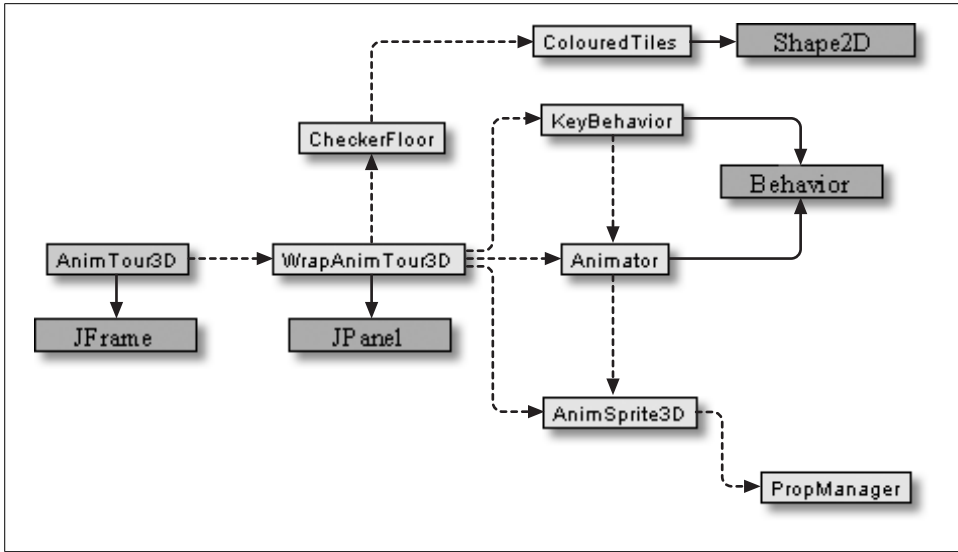 ColouredTiles
Shape2D
KeyBehavior
CheckerFloor
Behavior
AnimTour3D
WrapAnimTour3D
Animator
JFrame
JPanel
AnimSprite3D
PropManager